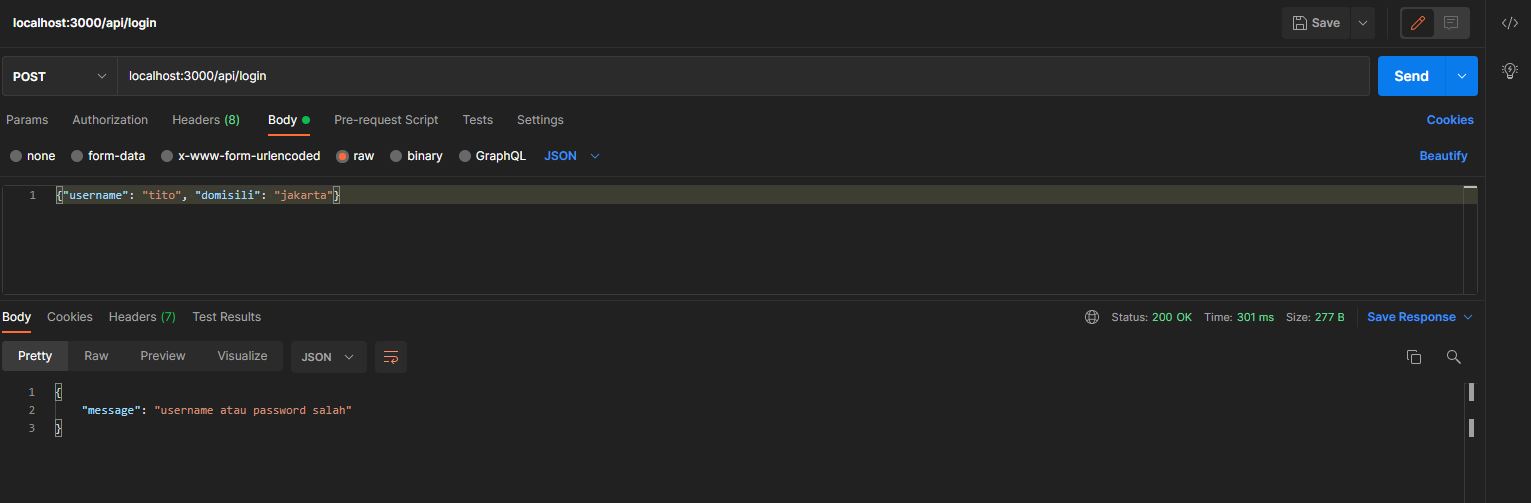 localhost:3000/api/login
Save
POST
localhost:3000/api/login
Send
Params Authorization Headers (8) Body Pre-request Script Tests Settings
Cookies
none form-data x-www-form-urlencoded raw binary GraphQL JSON
Beautify
1 {"username": "tito", "domisili": "jakarta"}
Body Cookies Headers (7) Test Results
Status: 200 OK Time: 301 ms Size: 277 B Save Response
Pretty Raw Preview Visualize JSON
1 {
2 "message": "username atau password salah"
3 }